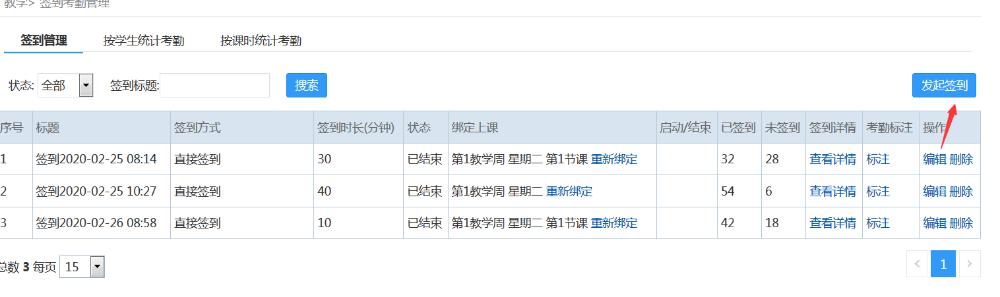 教学> 签到考勤管理
签到管理 按学生统计考勤 按课时统计考勤
状态: 全部 签到标题: 搜索 发起签到
序号 标题 签到方式 签到时长(分钟) 状态 绑定上课 启动/结束 已签到 未签到 签到详情 考勤标注 操作
1 签到2020-02-25 08:14 直接签到 30 已结束 第1教学周 星期二 第1节课 重新绑定 32 28 查看详情 标注 编辑 删除
2 签到2020-02-25 10:27 直接签到 40 已结束 第1教学周 星期二 重新绑定 54 6 查看详情 标注 编辑 删除
3 签到2020-02-26 08:58 直接签到 10 已结束 第1教学周 星期二 第1节课 重新绑定 42 18 查看详情 标注 编辑 删除
总数 3 每页 15 < 1 >